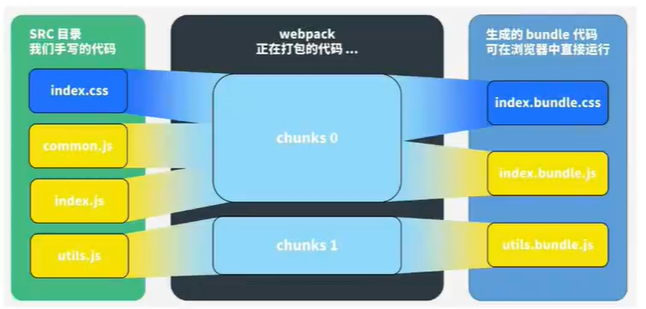 SRC 目录
我们手写的代码
index.css
common.js
index.js
utils.js
webpack
正在打包的代码 ...
chunks 0
chunks 1
生成的 bundle 代码
可在浏览器中直接运行
index.bundle.css
index.bundle.js
utils.bundle.js